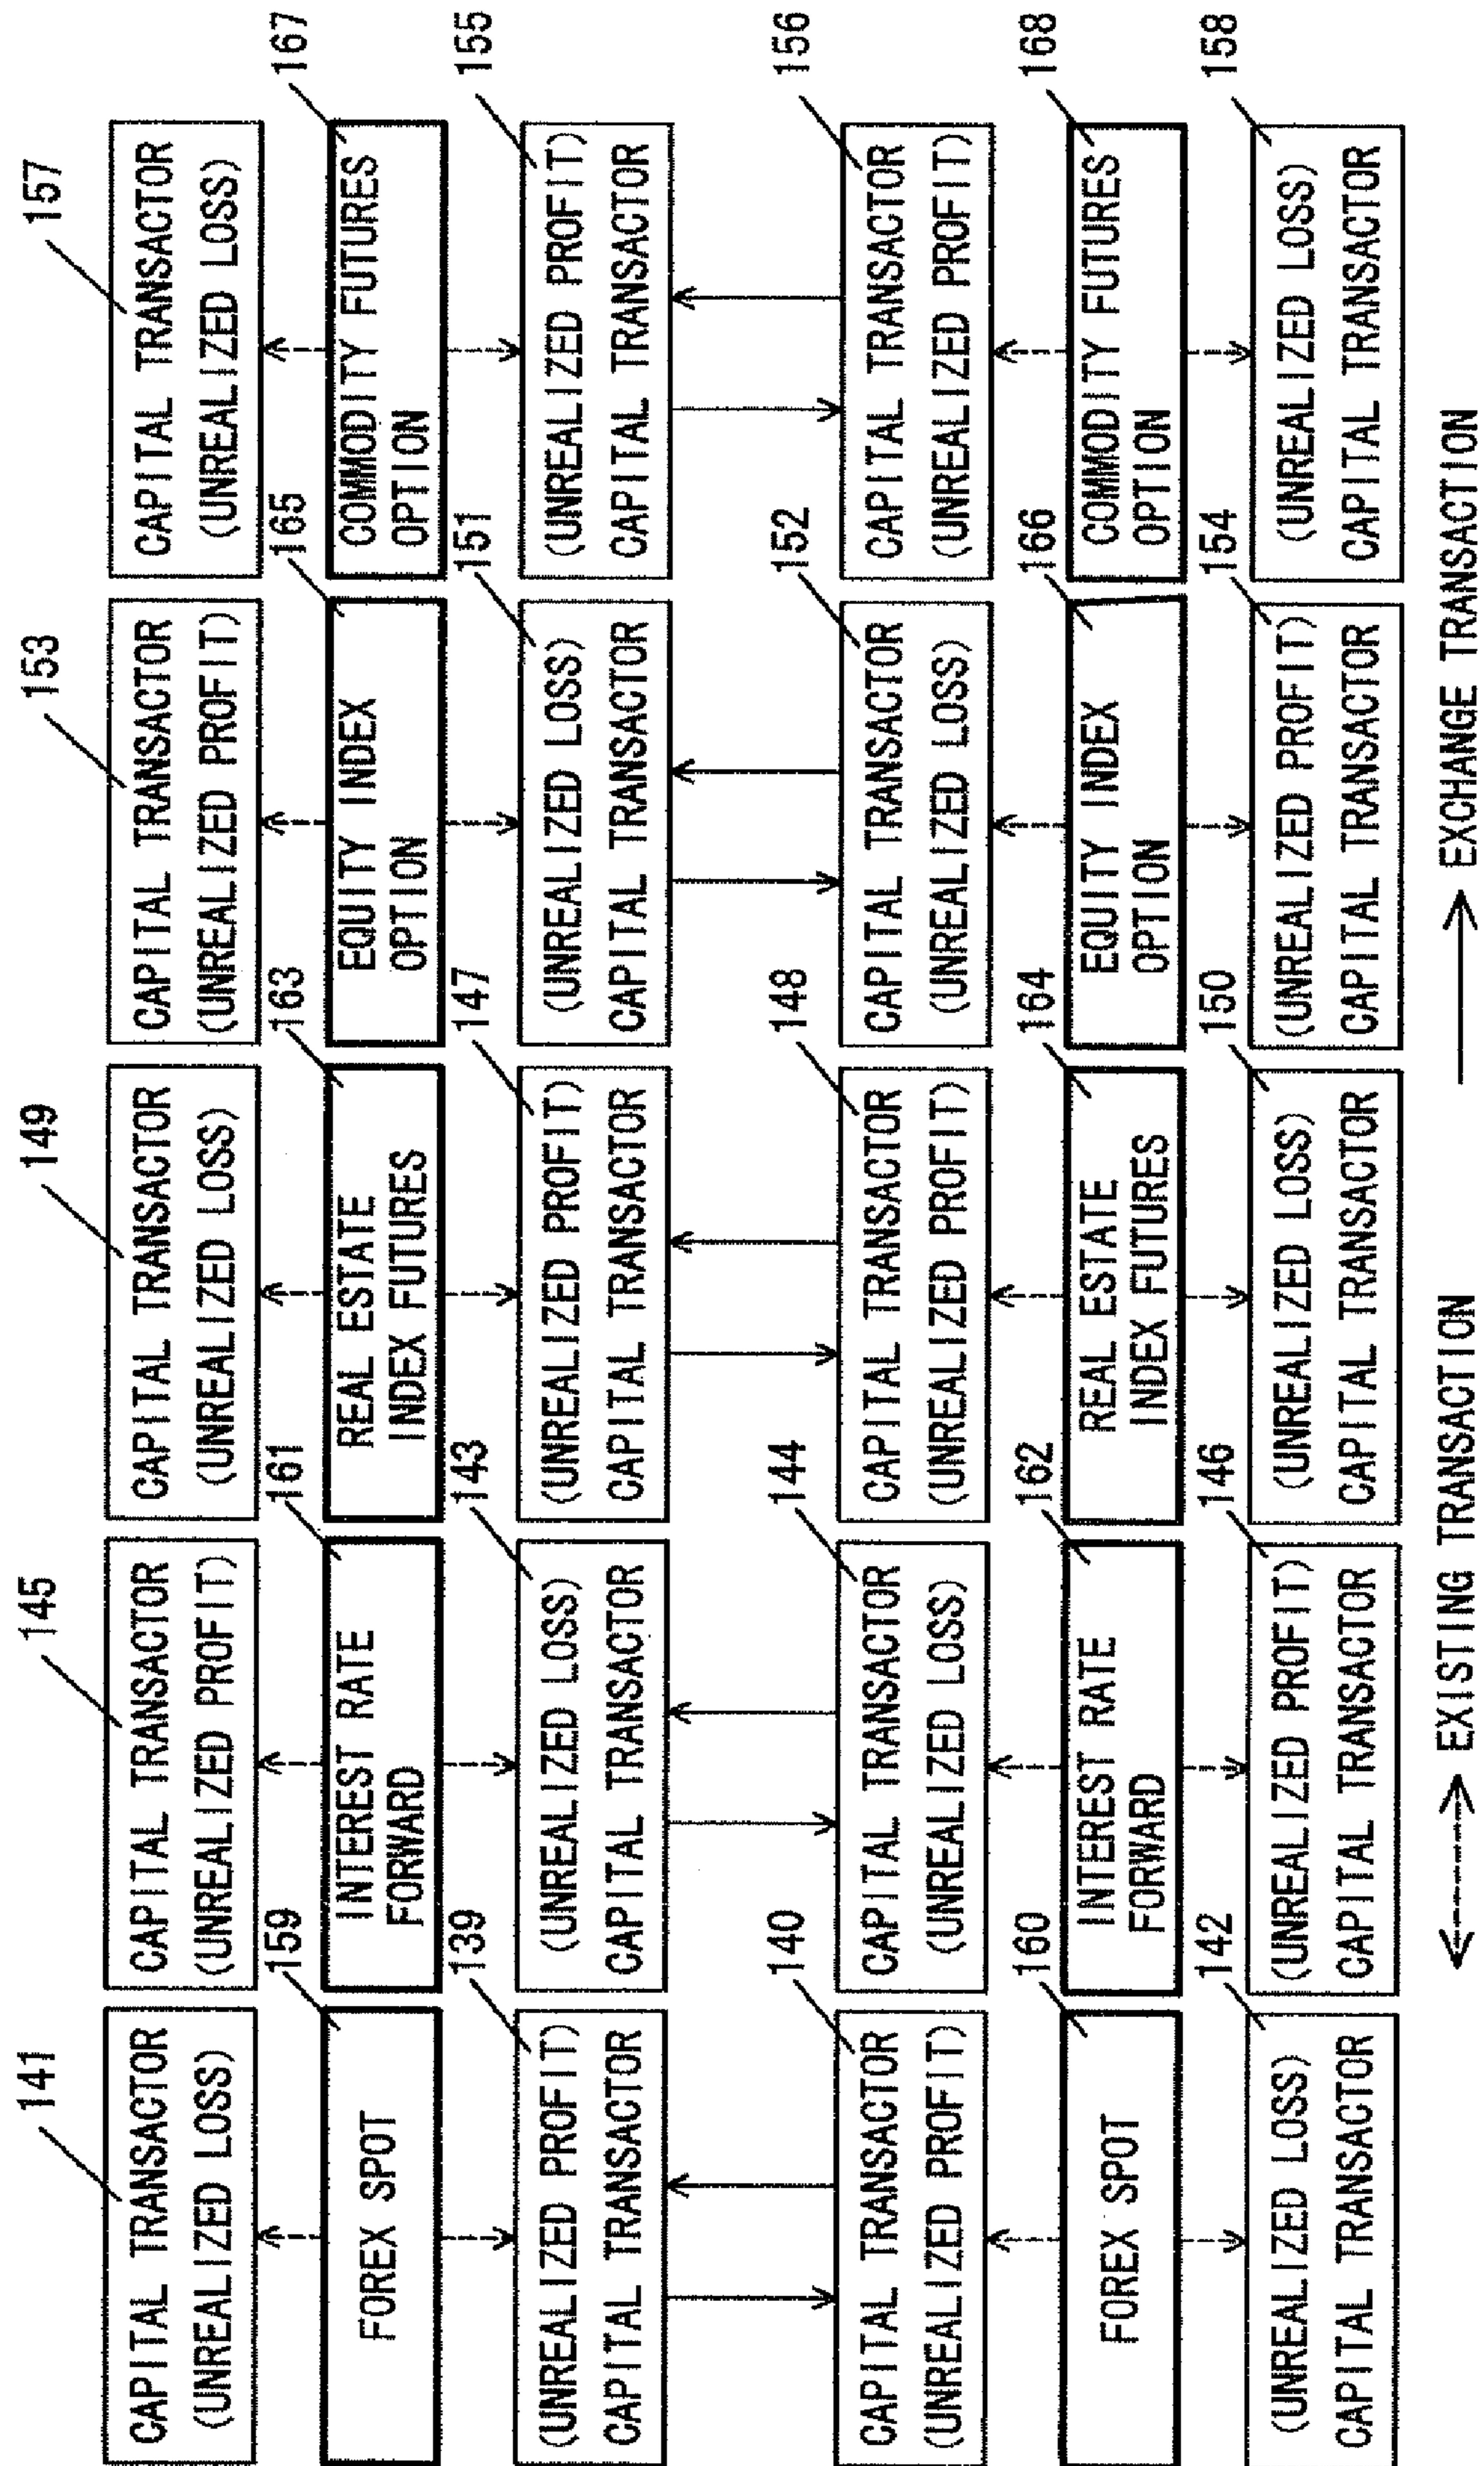 141
CAPITAL TRANSACTOR
(UNREALIZED LOSS)
159
FOREX SPOT
139
(UNREALIZED PROFIT)
CAPITAL TRANSACTOR
140
CAPITAL TRANSACTOR
(UNREALIZED PROFIT)
160
FOREX SPOT
142
(UNREALIZED LOSS)
CAPITAL TRANSACTOR
145
CAPITAL TRANSACTOR
(UNREALIZED PROFIT)
161
INTEREST RATE
FORWARD
143
(UNREALIZED LOSS)
CAPITAL TRANSACTOR
144
CAPITAL TRANSACTOR
(UNREALIZED LOSS)
162
INTEREST RATE
FORWARD
146
(UNREALIZED PROFIT)
CAPITAL TRANSACTOR
149
CAPITAL TRANSACTOR
(UNREALIZED LOSS)
163
REAL ESTATE
INDEX FUTURES
147
(UNREALIZED PROFIT)
CAPITAL TRANSACTOR
148
CAPITAL TRANSACTOR
(UNREALIZED PROFIT)
164
REAL ESTATE
INDEX FUTURES
150
(UNREALIZED LOSS)
CAPITAL TRANSACTOR
153
CAPITAL TRANSACTOR
(UNREALIZED PROFIT)
165
EQUITY INDEX
OPTION
151
(UNREALIZED LOSS)
CAPITAL TRANSACTOR
152
CAPITAL TRANSACTOR
(UNREALIZED LOSS)
166
EQUITY INDEX
OPTION
154
(UNREALIZED PROFIT)
CAPITAL TRANSACTOR
157
CAPITAL TRANSACTOR
(UNREALIZED LOSS)
167
COMMODITY FUTURES
OPTION
155
(UNREALIZED PROFIT)
CAPITAL TRANSACTOR
156
CAPITAL TRANSACTOR
(UNREALIZED PROFIT)
168
COMMODITY FUTURES
OPTION
158
(UNREALIZED LOSS)
CAPITAL TRANSACTOR
EXISTING TRANSACTION
EXCHANGE TRANSACTION